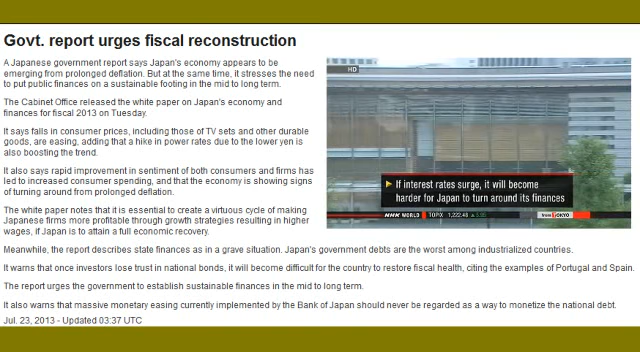 Govt. report urges fiscal reconstruction
A Japanese government report says Japan's economy appears to be
emerging from prolonged deflation. But at the same time, it stresses the need
to put public finances on a sustainable footing in the mid to long term.
The Cabinet Office released the white paper on Japan's economy and
finances for fiscal 2013 on Tuesday.
It says falls in consumer prices, including those of TV sets and other durable
goods, are easing, adding that a hike in power rates due to the lower yen is
also boosting the trend.
It also says rapid improvement in sentiment of both consumers and firms has
led to increased consumer spending, and that the economy is showing signs
of turning around from prolonged deflation.
The white paper notes that it is essential to create a virtuous cycle of making
Japanese firms more profitable through growth strategies resulting in higher
wages, if Japan is to attain a full economic recovery.
HD
If interest rates surge, it will become
harder for Japan to turn around its finances
NHK WORLD TOPIX 1,222.48
from TOKYO
Meanwhile, the report describes state finances as in a grave situation. Japan's government debts are the worst among industrialized countries.
It warns that once investors lose trust in national bonds, it will become difficult for the country to restore fiscal health, citing the examples of Portugal and Spain.
The report urges the government to establish sustainable finances in the mid to long term.
It also warns that massive monetary easing currently implemented by the Bank of Japan should never be regarded as a way to monetize the national debt.
Jul. 23, 2013 - Updated 03:37 UTC